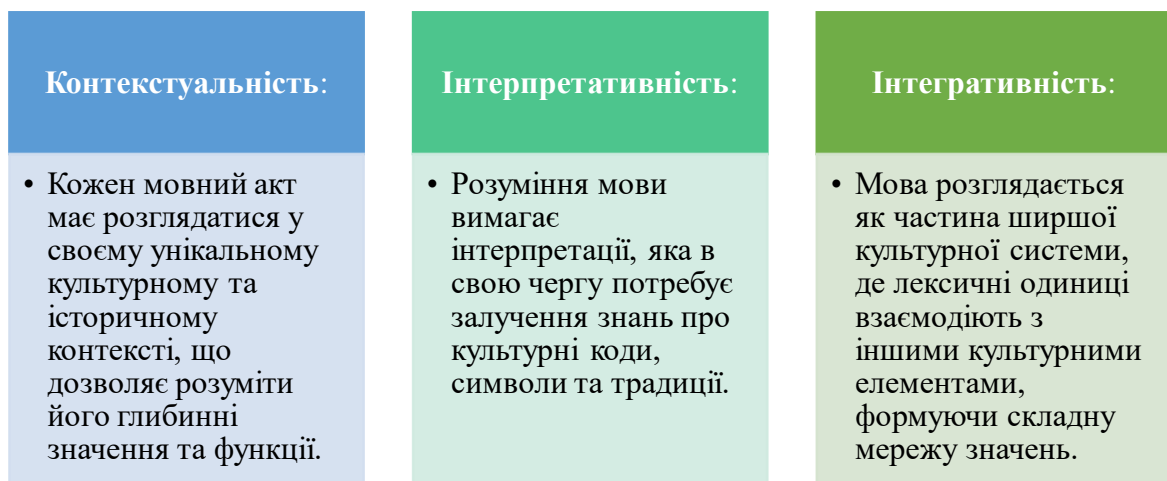 Контекстуальність:
• Кожен мовний акт
має розглядатися у
своєму унікальному
культурному та
історичному
контексті, що
дозволяє розуміти
його глибинні
значення та функції.
Інтерпретативність:
• Розуміння мови
вимагає
інтерпретації, яка в
свою чергу потребує
залучення знань про
культурні коди,
символи та традиції.
Інтегративність:
• Мова розглядається
як частина ширшої
культурної системи,
де лексичні одиниці
взаємодіють з
іншими культурними
елементами,
формуючи складну
мережу значень.